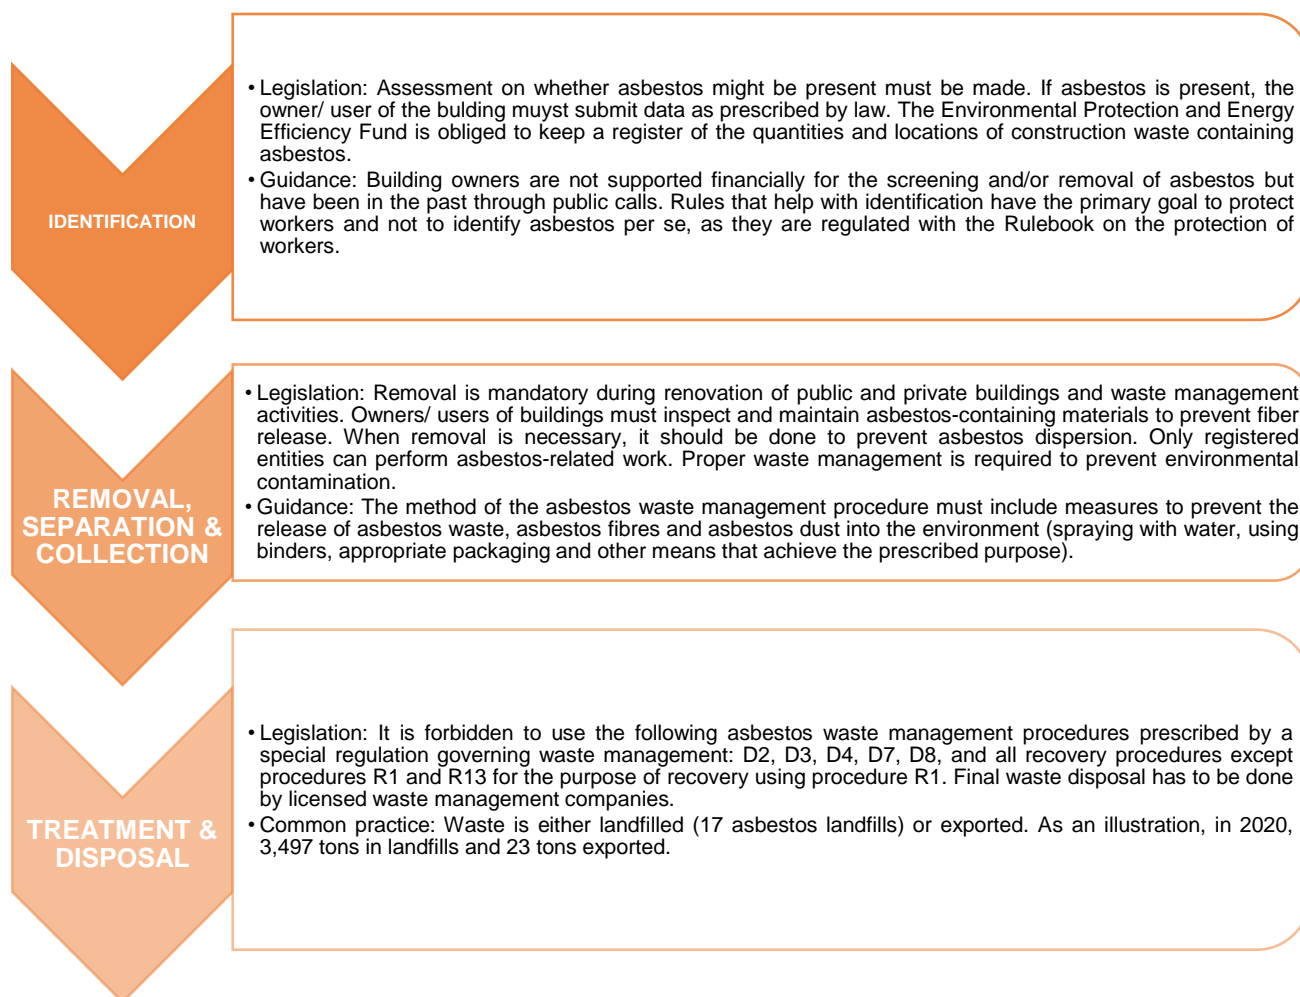 IDENTIFICATION
• Legislation: Assessment on whether asbestos might be present must be made. If asbestos is present, the
owner/ user of the bulding muyst submit data as prescribed by law. The Environmental Protection and Energy
Efficiency Fund is obliged to keep a register of the quantities and locations of construction waste containing
asbestos.
• Guidance: Building owners are not supported financially for the screening and/or removal of asbestos but
have been in the past through public calls. Rules that help with identification have the primary goal to protect
workers and not to identify asbestos per se, as they are regulated with the Rulebook on the protection of
workers.
REMOVAL,
SEPARATION &
COLLECTION
• Legislation: Removal is mandatory during renovation of public and private buildings and waste management
activities. Owners/ users of buildings must inspect and maintain asbestos-containing materials to prevent fiber
release. When removal is necessary, it should be done to prevent asbestos dispersion. Only registered
entities can perform asbestos-related work. Proper waste management is required to prevent environmental
contamination.
• Guidance: The method of the asbestos waste management procedure must include measures to prevent the
release of asbestos waste, asbestos fibres and asbestos dust into the environment (spraying with water, using
binders, appropriate packaging and other means that achieve the prescribed purpose).
TREATMENT &
DISPOSAL
• Legislation: It is forbidden to use the following asbestos waste management procedures prescribed by a
special regulation governing waste management: D2, D3, D4, D7, D8, and all recovery procedures except
procedures R1 and R13 for the purpose of recovery using procedure R1. Final waste disposal has to be done
by licensed waste management companies.
• Common practice: Waste is either landfilled (17 asbestos landfills) or exported. As an illustration, in 2020,
3,497 tons in landfills and 23 tons exported.